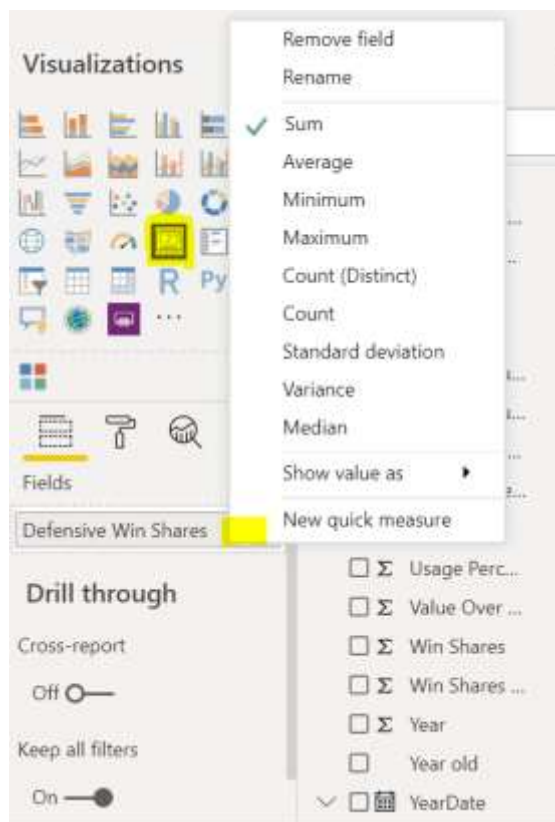 Visualizations
R
Py
...
Fields
Defensive Win Shares
Drill through
Cross-report
Off
Keep all filters
On
Remove field
Rename
Sum
Average
Minimum
Maximum
Count (Distinct)
Count
Standard deviation
Variance
Median
Show value as
New quick measure
Σ Usage Perc...
Σ Value Over ...
Σ Win Shares
Σ Win Shares ...
Σ Year
Year old
YearDate